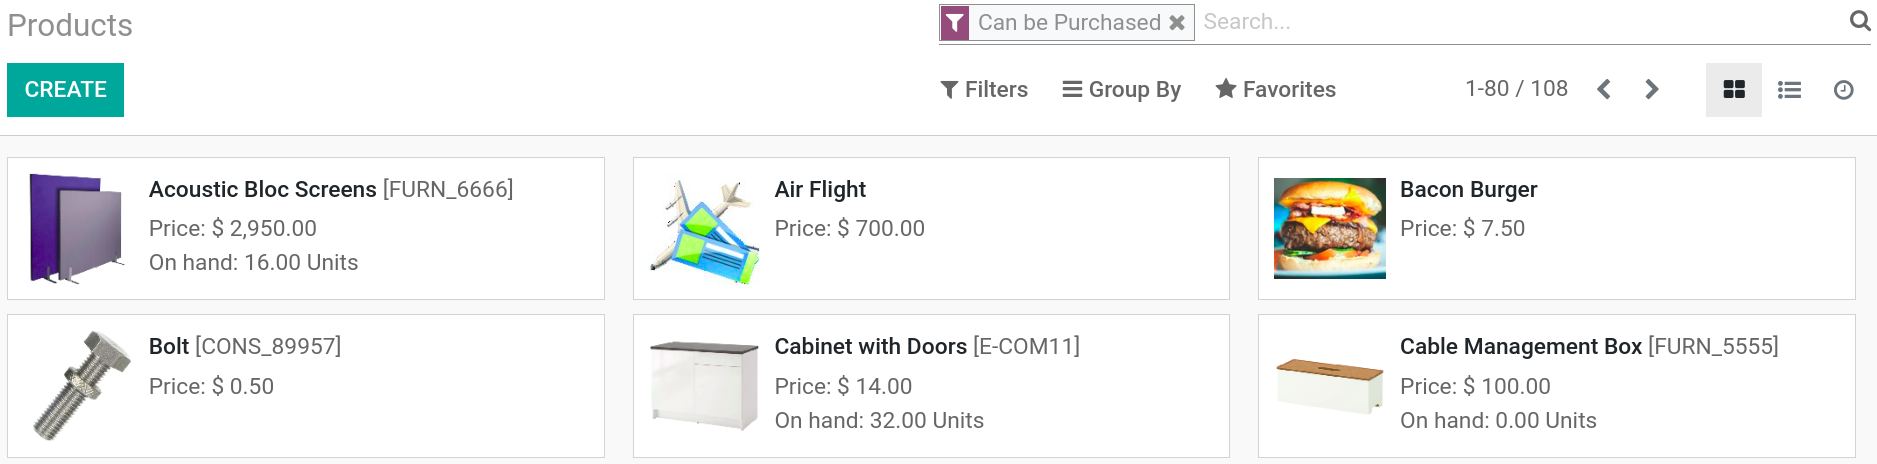 Products
Can be Purchased
Search...
CREATE
Filters
Group By
Favorites
1-80 / 108
Acoustic Bloc Screens [FURN_6666]
Price: $ 2,950.00
On hand: 16.00 Units
Air Flight
Price: $ 700.00
Bacon Burger
Price: $ 7.50
Bolt [CONS_89957]
Price: $ 0.50
Cabinet with Doors [E-COM11]
Price: $ 14.00
On hand: 32.00 Units
Cable Management Box [FURN_5555]
Price: $ 100.00
On hand: 0.00 Units